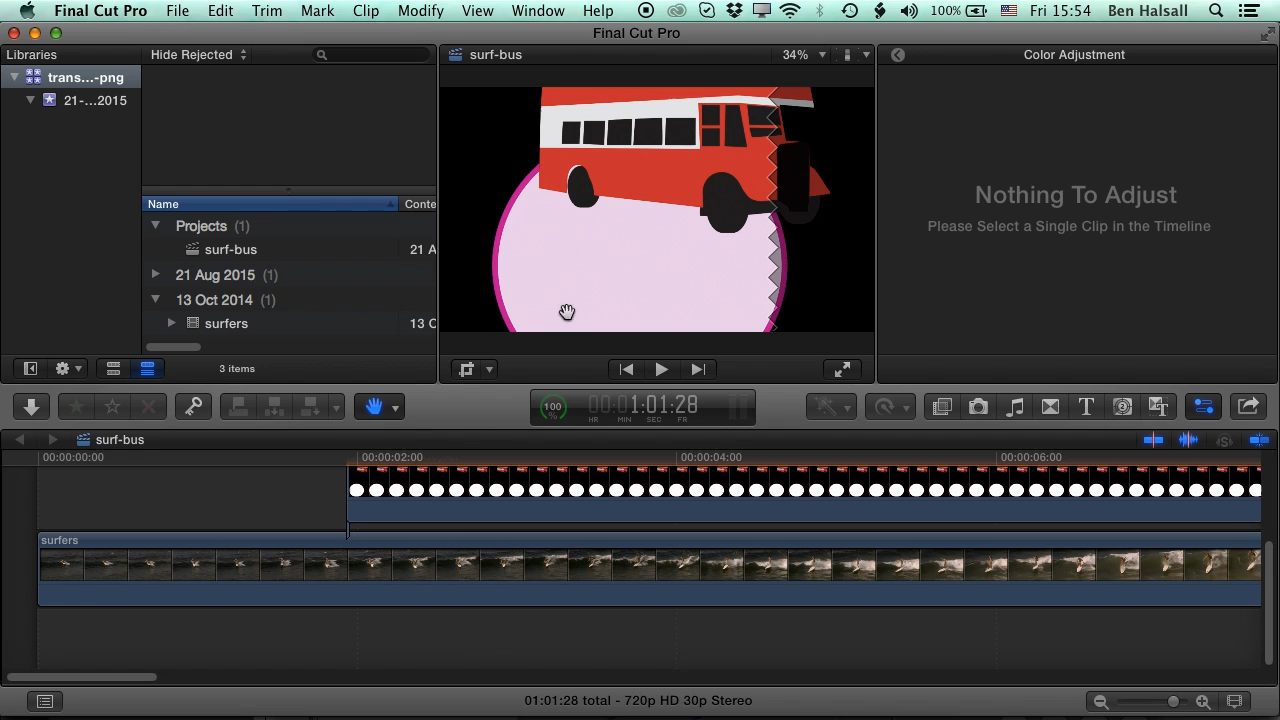 Final Cut Pro File Edit Trim Mark Clip Modify View Window Help 100% Fri 15:54 Ben Halsall
Final Cut Pro
Libraries Hide Rejected surf-bus 34% Color Adjustment
trans...-png
21-...2015
Name Conte
Projects (1)
surf-bus 21 A
21 Aug 2015 (1)
13 Oct 2014 (1)
surfers 13 O
3 items
Nothing To Adjust
Please Select a Single Clip in the Timeline
100 % 00:01:01:28
HR MIN SEC FR
surf-bus
00:00:00:00 00:00:02:00 00:00:04:00 00:00:06:00
surfers
01:01:28 total - 720p HD 30p Stereo